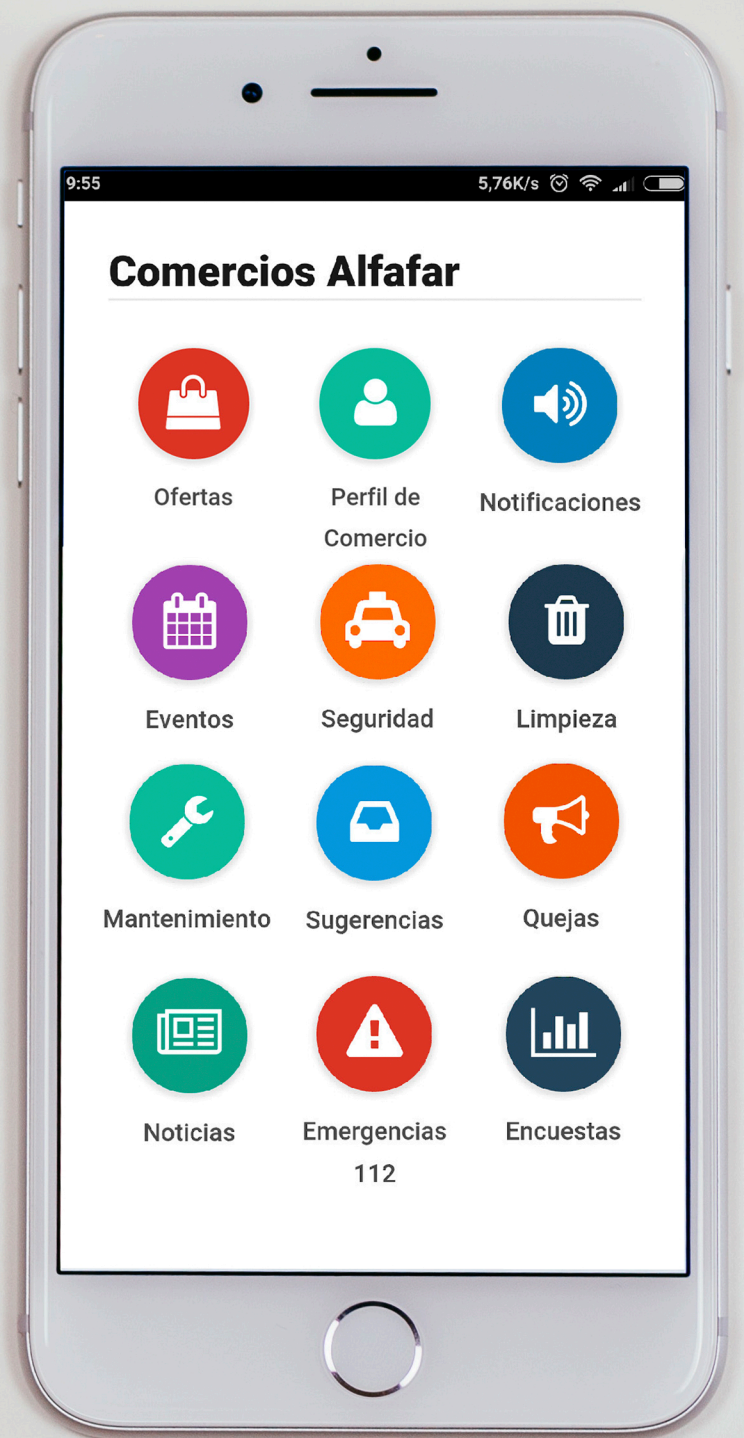 9:55 5,76K/s
Comercios Alfafar
Ofertas
Perfil de
Comercio
Notificaciones
Eventos
Seguridad
Limpieza
Mantenimiento
Sugerencias
Quejas
Noticias
Emergencias
112
Encuestas